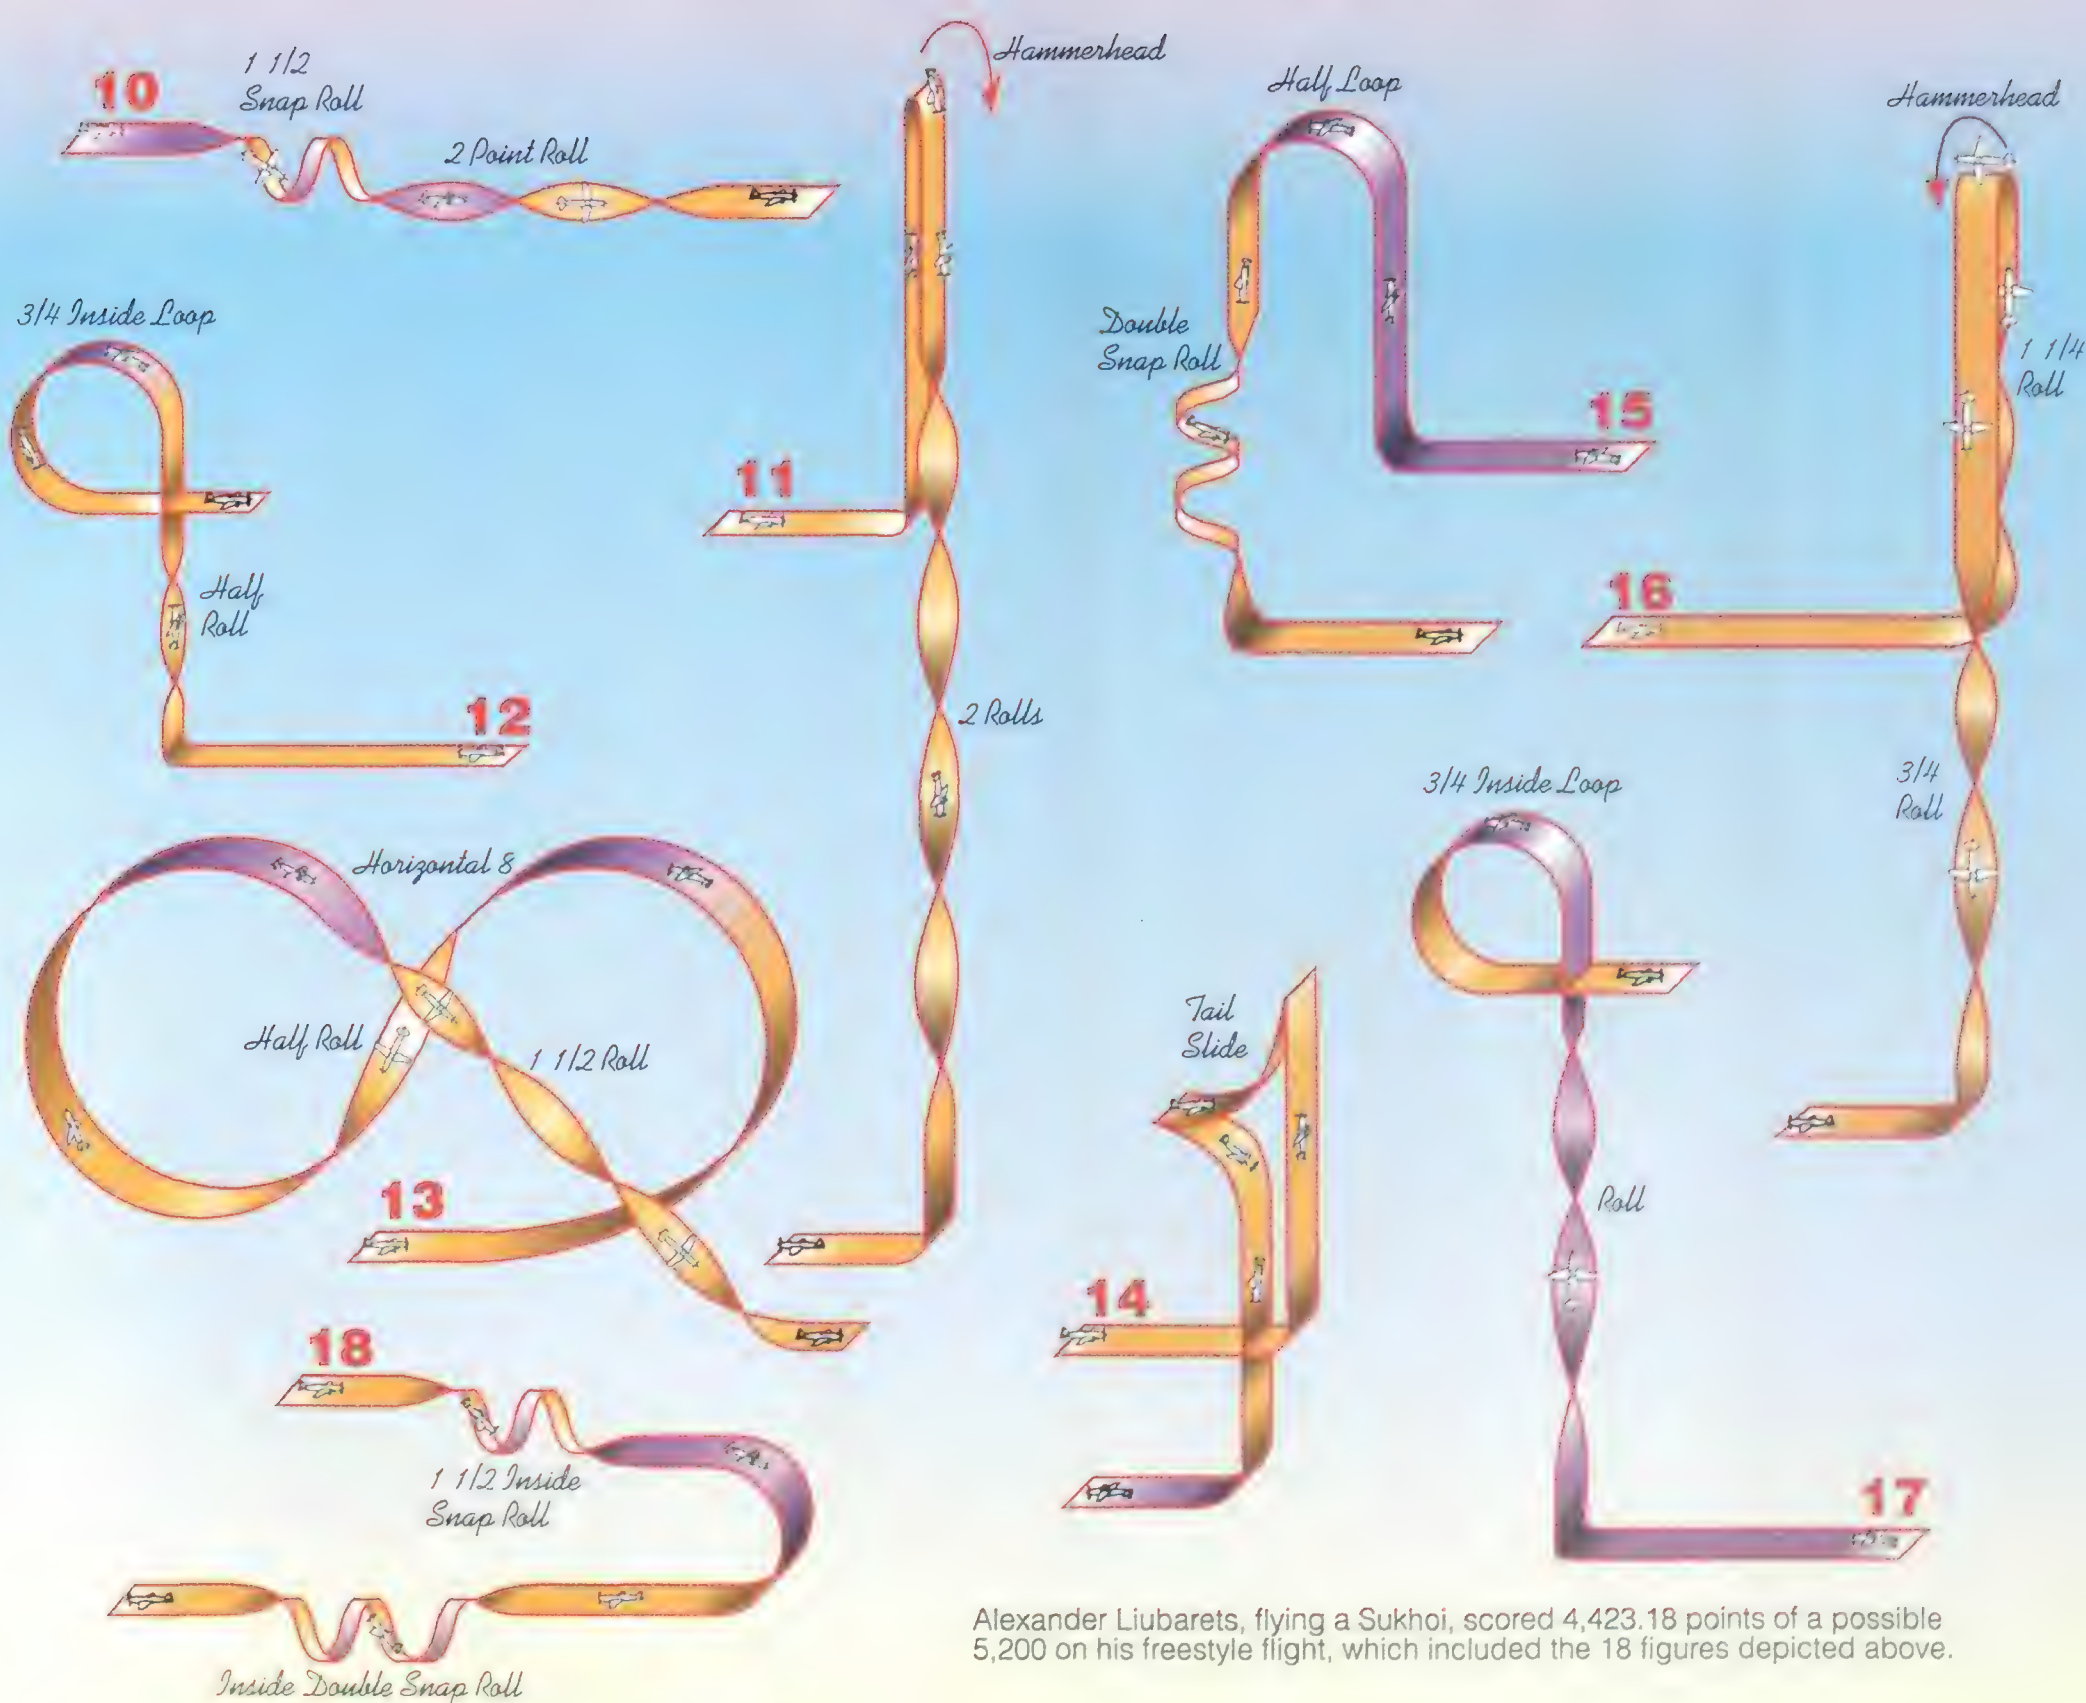 10
1 1/2
Snap Roll
2 Point Roll
Hammerhead
11
2 Rolls
3/4 Inside Loop
Half
Roll
12
Horizontal 8
Half Roll
1 1/2 Roll
13
Tail
Slide
14
Half Loop
Double
Snap Roll
15
Hammerhead
1 1/4
Roll
16
3/4
Roll
3/4 Inside Loop
Roll
17
18
1 1/2 Inside
Snap Roll
Inside Double Snap Roll
Alexander Liubarets, flying a Sukhoi, scored 4,423.18 points of a possible
5,200 on his freestyle flight, which included the 18 figures depicted above.